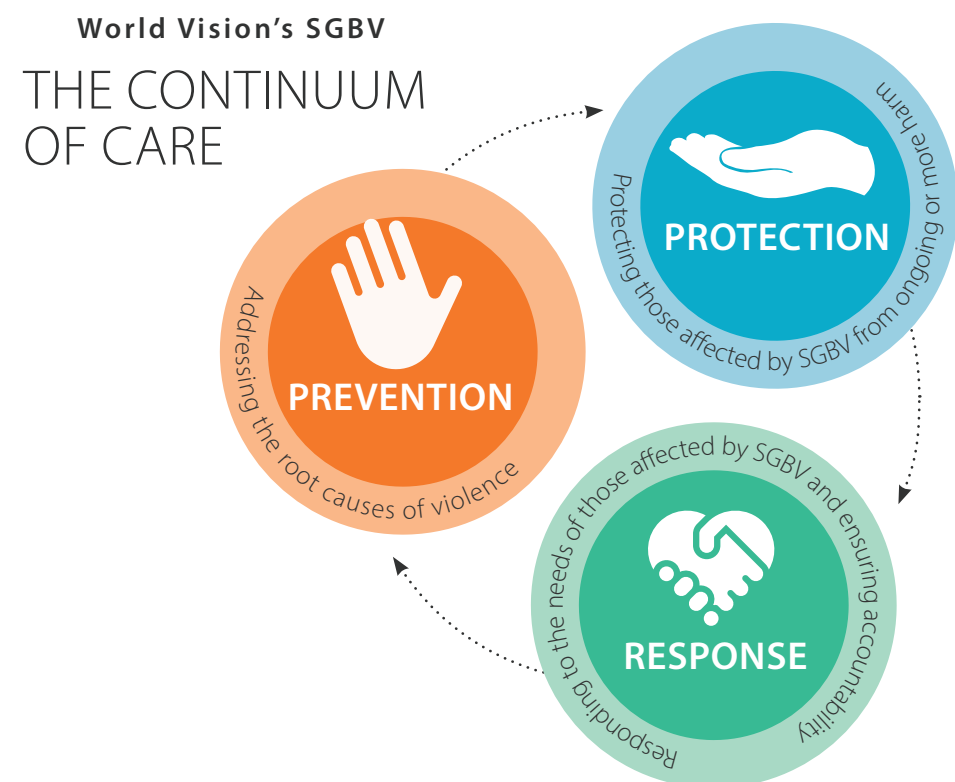 World Vision's SGBV
THE CONTINUUM
OF CARE
PREVENTION
Addressing the root causes of violence
PROTECTION
Protecting those affected by SGBV from ongoing or more harm
RESPONSE
Responding to the needs of those affected by SGBV and ensuring accountability